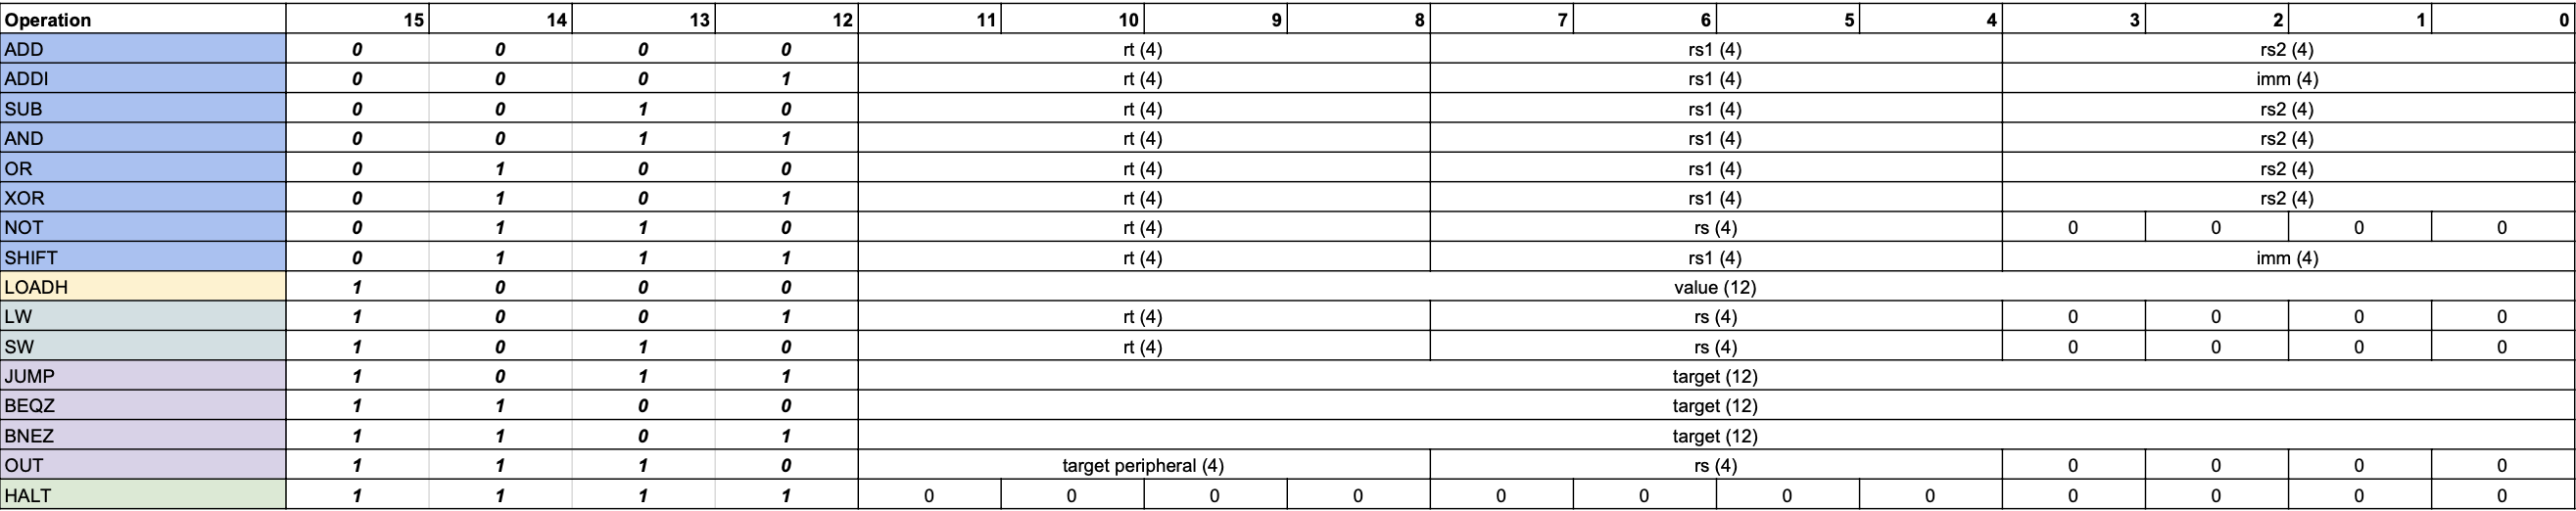 Operation 15 14 13 12 11 10 9 8 7 6 5 4 3 2 1 0
ADD 0 0 0 0 rt (4) rs1 (4) rs2 (4)
ADDI 0 0 0 1 rt (4) rs1 (4) imm (4)
SUB 0 0 1 0 rt (4) rs1 (4) rs2 (4)
AND 0 0 1 1 rt (4) rs1 (4) rs2 (4)
OR 0 1 0 0 rt (4) rs1 (4) rs2 (4)
XOR 0 1 0 1 rt (4) rs1 (4) rs2 (4)
NOT 0 1 1 0 rt (4) rs (4) 0 0 0 0
SHIFT 0 1 1 1 rt (4) rs1 (4) imm (4)
LOADH 1 0 0 0 value (12)
LW 1 0 0 1 rt (4) rs (4) 0 0 0 0
SW 1 0 1 0 rt (4) rs (4) 0 0 0 0
JUMP 1 0 1 1 target (12)
BEQZ 1 1 0 0 target (12)
BNEZ 1 1 0 1 target (12)
OUT 1 1 1 0 target peripheral (4) rs (4) 0 0 0 0
HALT 1 1 1 1 0 0 0 0 0 0 0 0 0 0 0 0